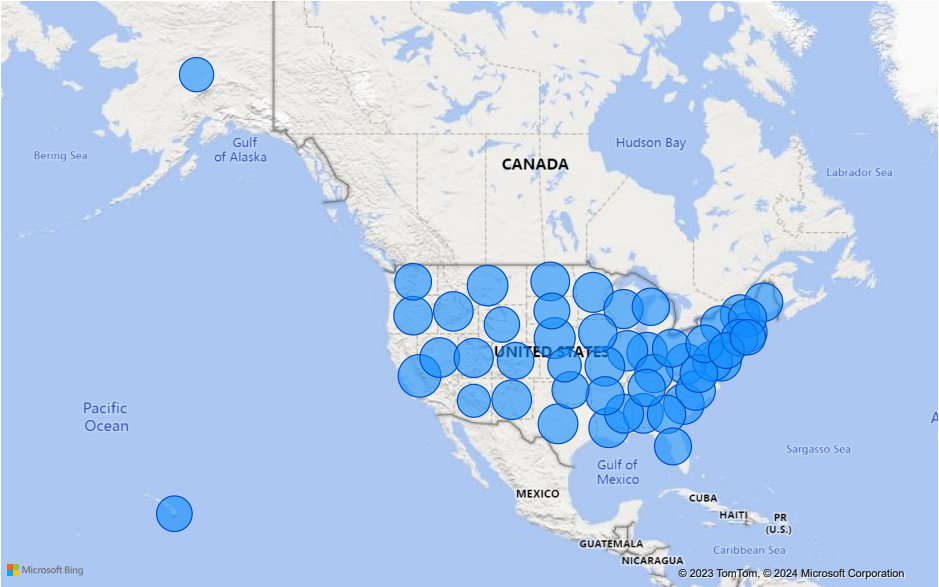 Gulf
of Alaska
Bering Sea
Hudson Bay
CANADA
Labrador Sea
UNITED STATES
Pacific
Ocean
Sargasso Sea
Gulf of
Mexico
MEXICO
CUBA
HAITI
PR
(U.S.)
GUATEMALA
Caribbean Sea
NICARAGUA
Microsoft Bing
© 2023 TomTom, © 2024 Microsoft Corporation